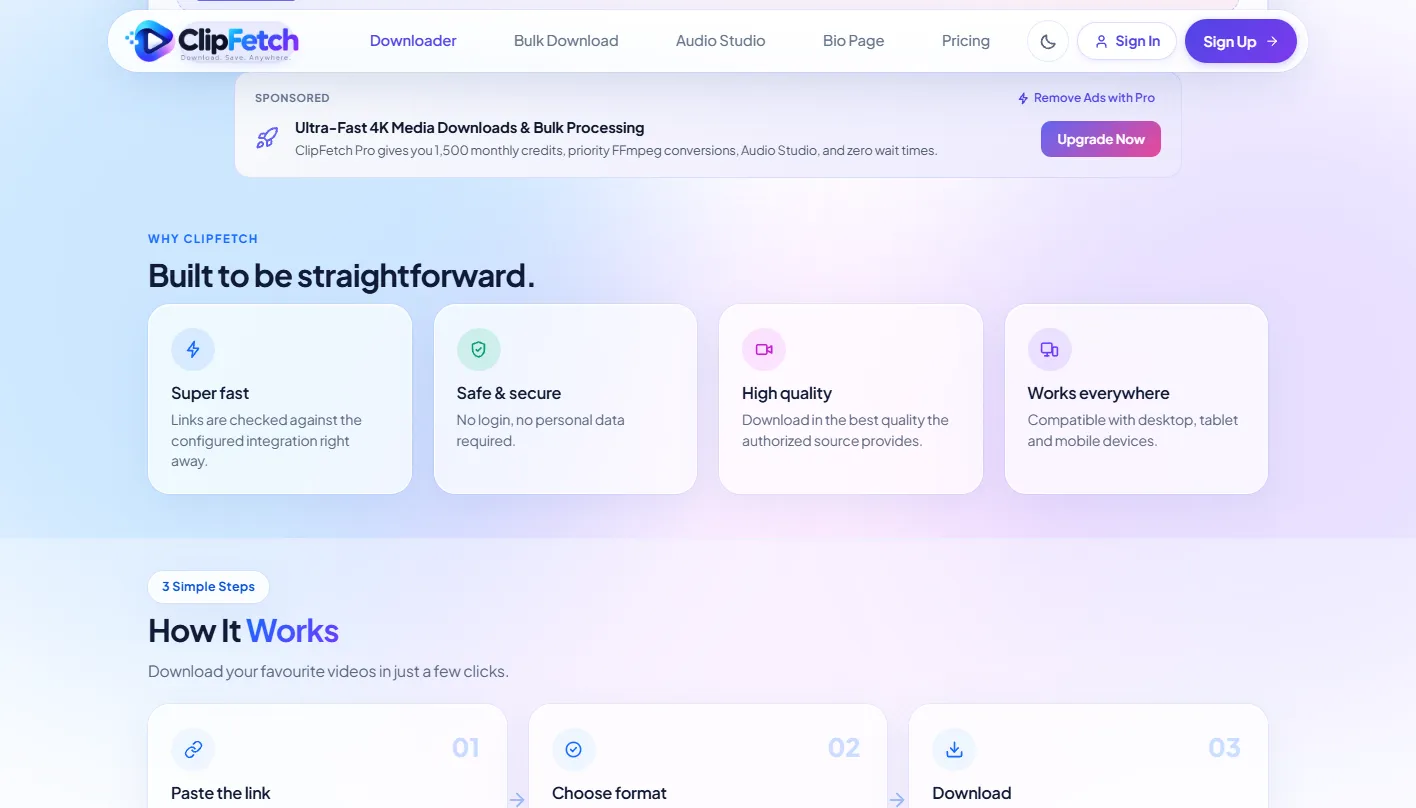 ClipFetch
Download. Save. Anywhere.
Downloader
Bulk Download
Audio Studio
Bio Page
Pricing
Sign In
Sign Up
SPONSORED
Remove Ads with Pro
Ultra-Fast 4K Media Downloads & Bulk Processing
ClipFetch Pro gives you 1,500 monthly credits, priority FFmpeg conversions, Audio Studio, and zero wait times.
Upgrade Now
WHY CLIPFETCH
Built to be straightforward.
Super fast
Links are checked against the
configured integration right
away.
Safe & secure
No login, no personal data
required.
High quality
Download in the best quality the
authorized source provides.
Works everywhere
Compatible with desktop, tablet
and mobile devices.
3 Simple Steps
How It Works
Download your favourite videos in just a few clicks.
01
Paste the link
02
Choose format
03
Download